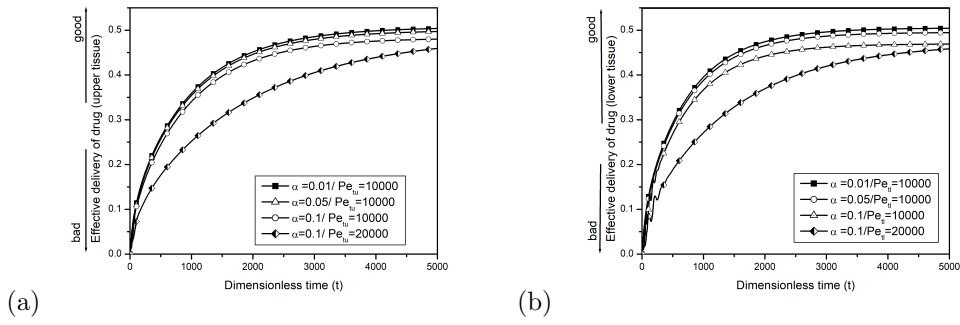 good
bad
Effective delivery of drug (upper tissue)
0.5
0.4
0.3
0.2
0.1
0.0
α =0.01/ Pe_tu=10000
α =0.05/ Pe_tu=10000
α=0.1/ Pe_tu=10000
α=0.1/ Pe_tu=20000
0 1000 2000 3000 4000 5000
Dimensionless time (t)
(a)
good
bad
Effective delivery of drug (lower tissue)
0.5
0.4
0.3
0.2
0.1
0.0
α =0.01/Pe_tl=10000
α =0.05/Pe_tl=10000
α =0.1/Pe_tl=10000
α =0.1/Pe_tl=20000
0 1000 2000 3000 4000 5000
Dimensionless time (t)
(b)